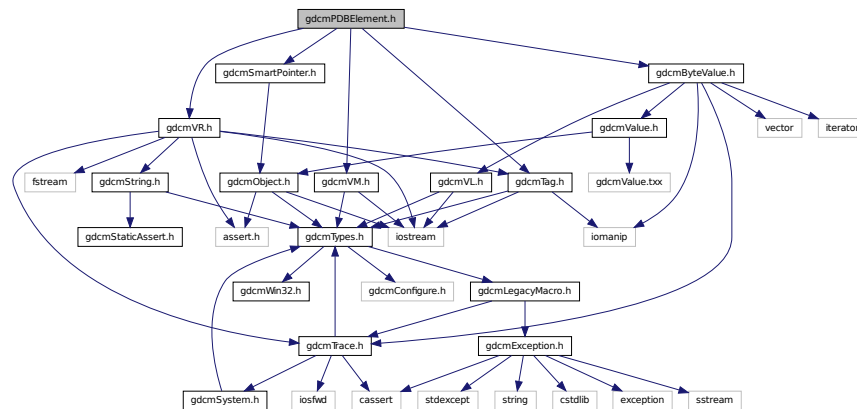 gdcmPDBElement.h
gdcmSmartPointer.h
gdcmByteValue.h
gdcmVR.h
gdcmValue.h
vector
iterator
fstream
gdcmString.h
gdcmObject.h
gdcmVM.h
gdcmVL.h
gdcmTag.h
gdcmValue.txx
gdcmStaticAssert.h
assert.h
gdcmTypes.h
iostream
iomanip
gdcmWin32.h
gdcmConfigure.h
gdcmLegacyMacro.h
gdcmTrace.h
gdcmException.h
gdcmSystem.h
iosfwd
cassert
stdexcept
string
cstdlib
exception
sstream